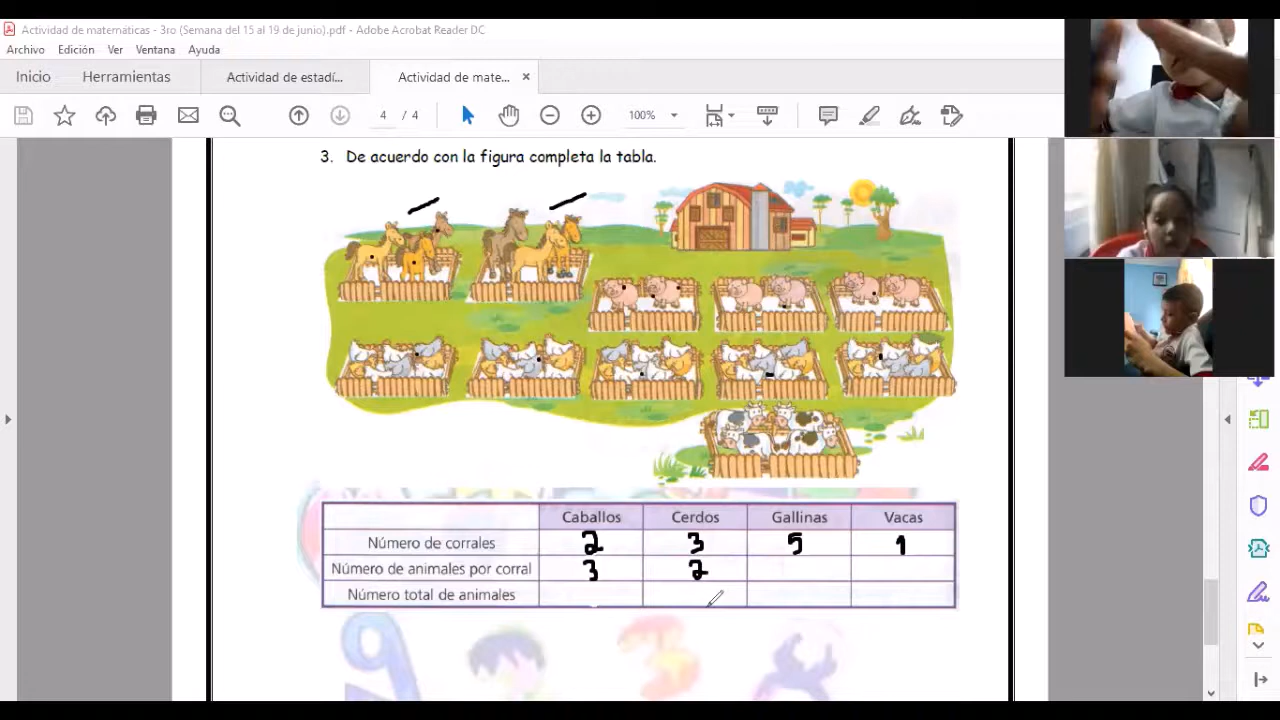 Actividad de matemáticas - 3ro (Semana del 15 al 19 de junio).pdf - Adobe Acrobat Reader DC
Archivo Edición Ver Ventana Ayuda
Inicio Herramientas Actividad de estadí... Actividad de mate... ×
4 / 4 100%
3. De acuerdo con la figura completa la tabla.
Caballos Cerdos Gallinas Vacas
Número de corrales 2 3 5 1
Número de animales por corral 3 2
Número total de animales